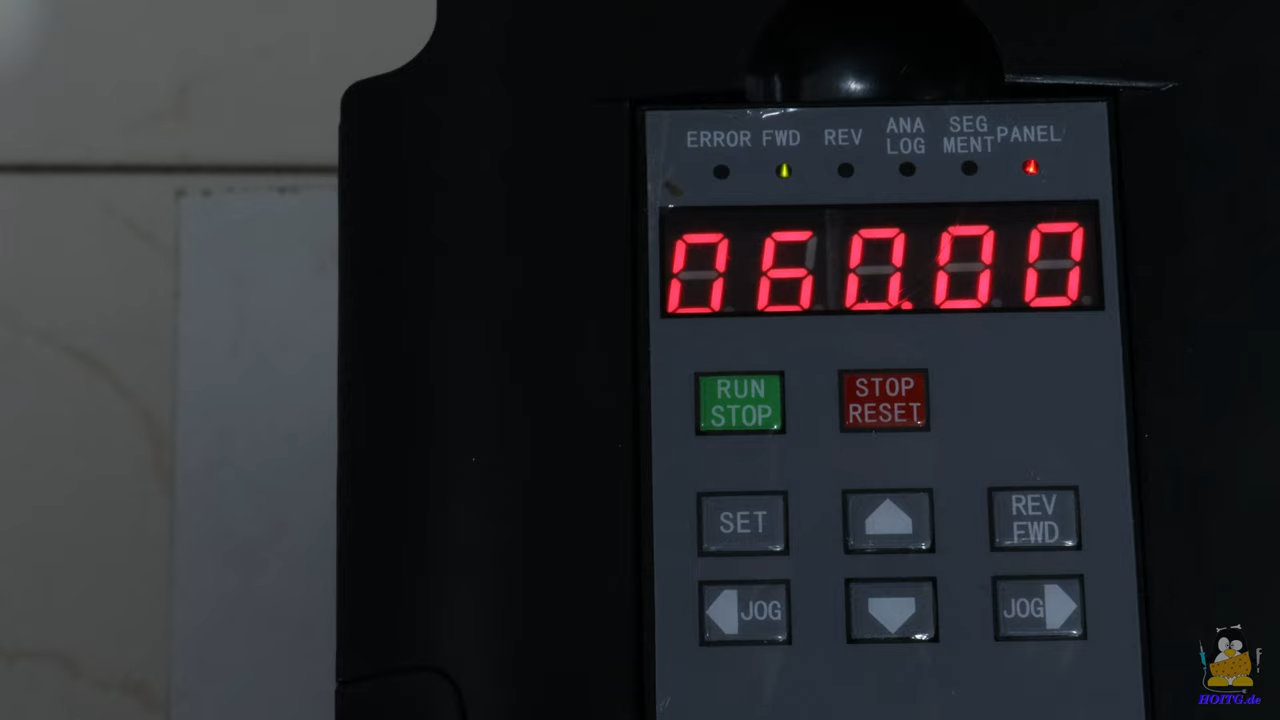 ERROR FWD REV ANA LOG SEG MENT PANEL
060.00
RUN STOP
STOP RESET
SET
REV FWD
JOG
JOG
HOITG.de